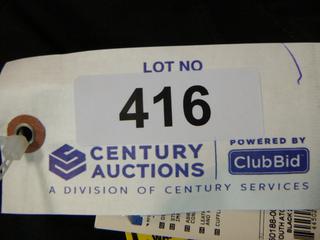 LOT NO
416
CENTURY
AUCTIONS
POWERED BY
ClubBid
A DIVISION OF CENTURY SERVICES